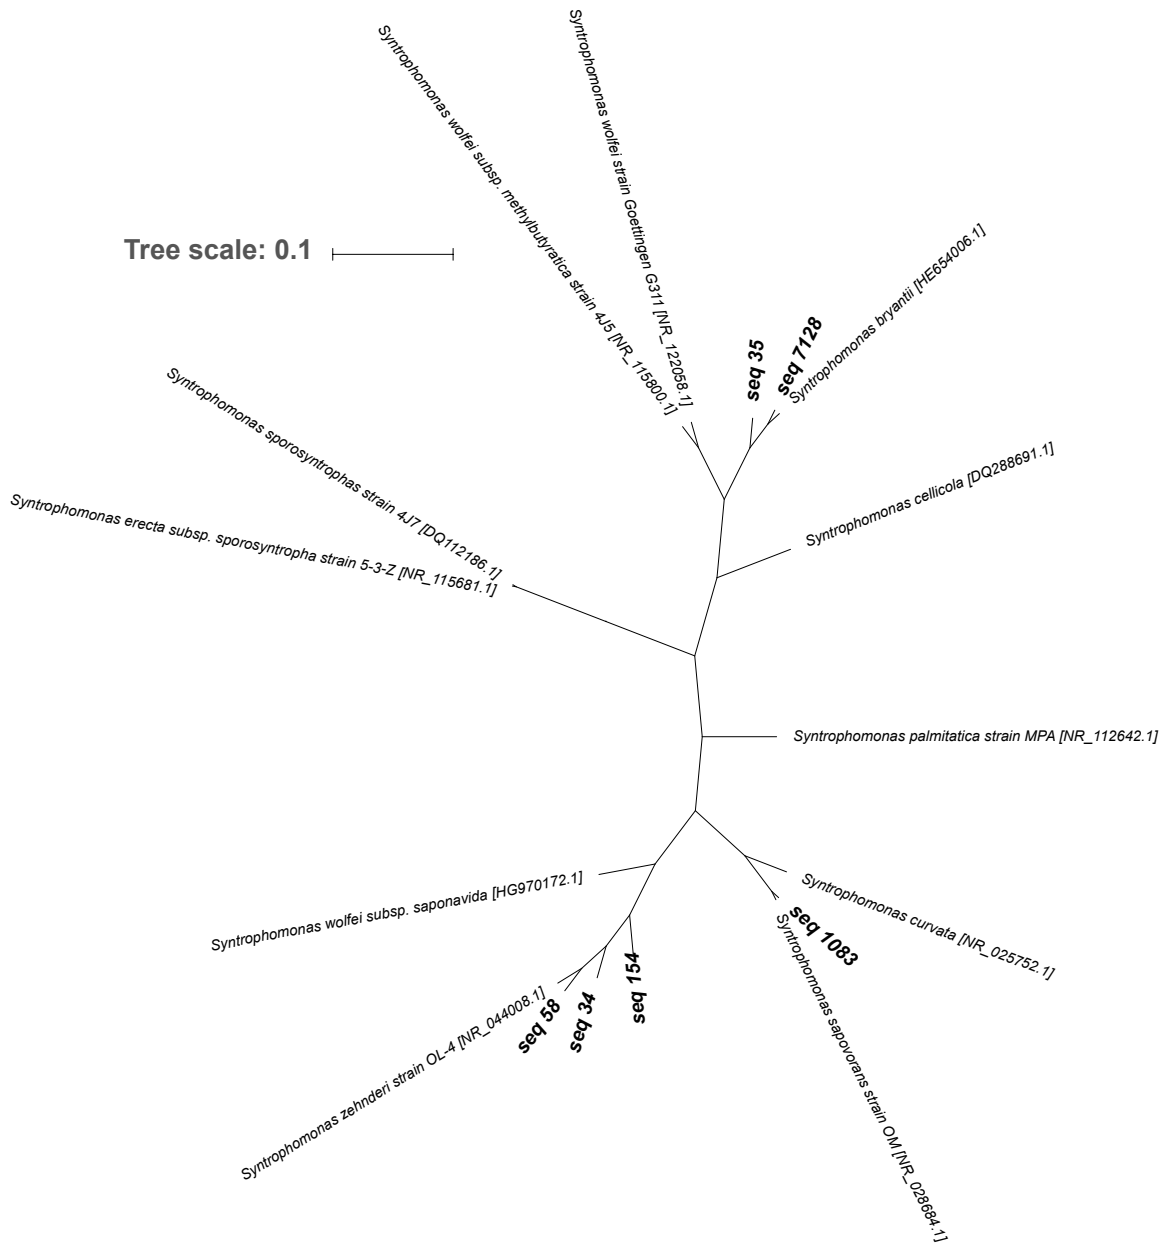 Syntrophomonas wolfei strain Goettingen G311 [NR_122058.1]
Syntrophomonas wolfei subsp. methylbutyratica strain 4J5 [NR_115800.1]
Tree scale: 0.1
seq 35
seq 7128
Syntrophomonas bryantii [HE654006.1]
Syntrophomonas cellicola [DQ288691.1]
Syntrophomonas sporosyntrophas strain 4J7 [DQ112186.1]
Syntrophomonas erecta subsp. sporosyntropha strain 5-3-Z [NR_115681.1]
Syntrophomonas palmitatica strain MPA [NR_112642.1]
Syntrophomonas wolfei subsp. saponavida [HG970172.1]
Syntrophomonas curvata [NR_025752.1]
seq 1083
Syntrophomonas sapovorans strain OM [NR_028684.1]
seq 154
seq 34
seq 58
Syntrophomonas zehnderi strain OL-4 [NR_044008.1]